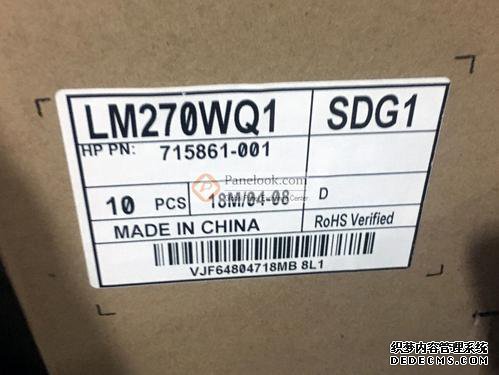 LM270WQ1 SDG1
HP PN: 715861-001
Panelook.com
10 PCS 18M/04-08 D
MADE IN CHINA RoHS Verified
VJF64804718MB 8L1
织梦内容管理系统
DEDECMS.COM